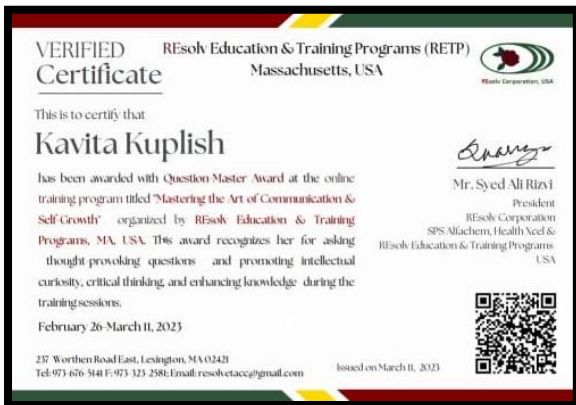 VERIFIED
Certificate
REsolv Education & Training Programs (RETP)
Massachusetts, USA
REsolv Corporation, USA
This is to certify that
Kavita Kuplish
has been awarded with Question Master Award at the online
training program titled "Mastering the Art of Communication &
Self-Growth" organized by REsolv Education & Training
Programs, MA, USA. This award recognizes her for asking
thought-provoking questions and promoting intellectual
curiosity, critical thinking, and enhancing knowledge during the
training sessions.
February 26-March 11, 2023
Mr. Syed Ali Rizvi
President
REsolv Corporation
SPS Alfachem, Health Xcel &
REsolv Education & Training Programs
USA
237 Worthen Road East, Lexington, MA 02421
Tel: 973-676-5141 F: 973-323-2581; Email: resolvetacc@gmail.com
Issued on March 11, 2023